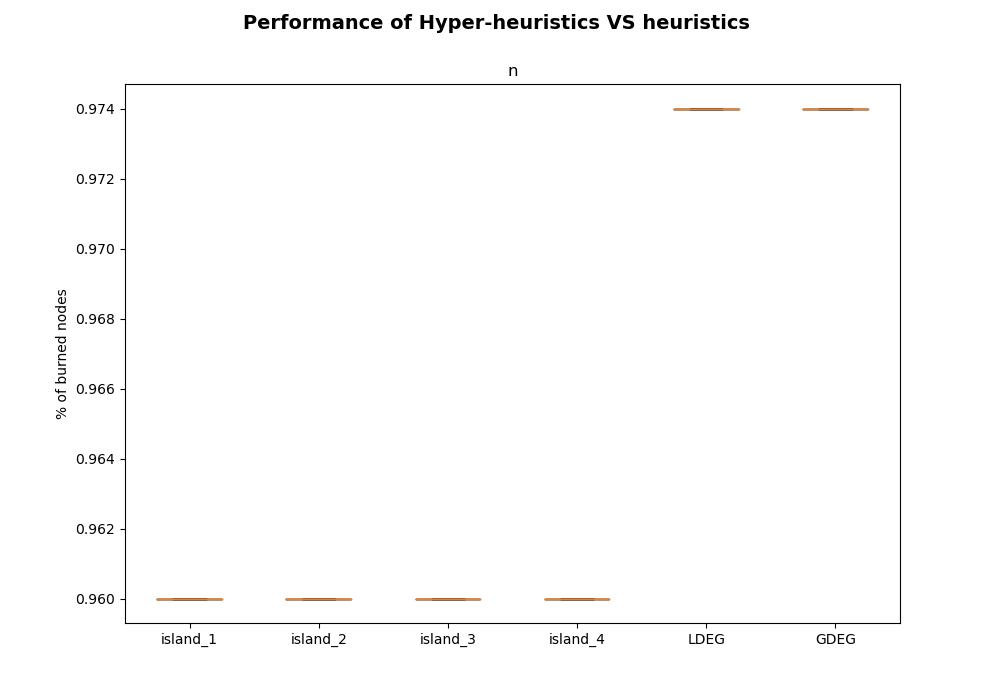 Performance of Hyper-heuristics VS heuristics
n
0.974
0.972
0.970
0.968
0.966
0.964
0.962
0.960
% of burned nodes
island_1
island_2
island_3
island_4
LDEG
GDEG